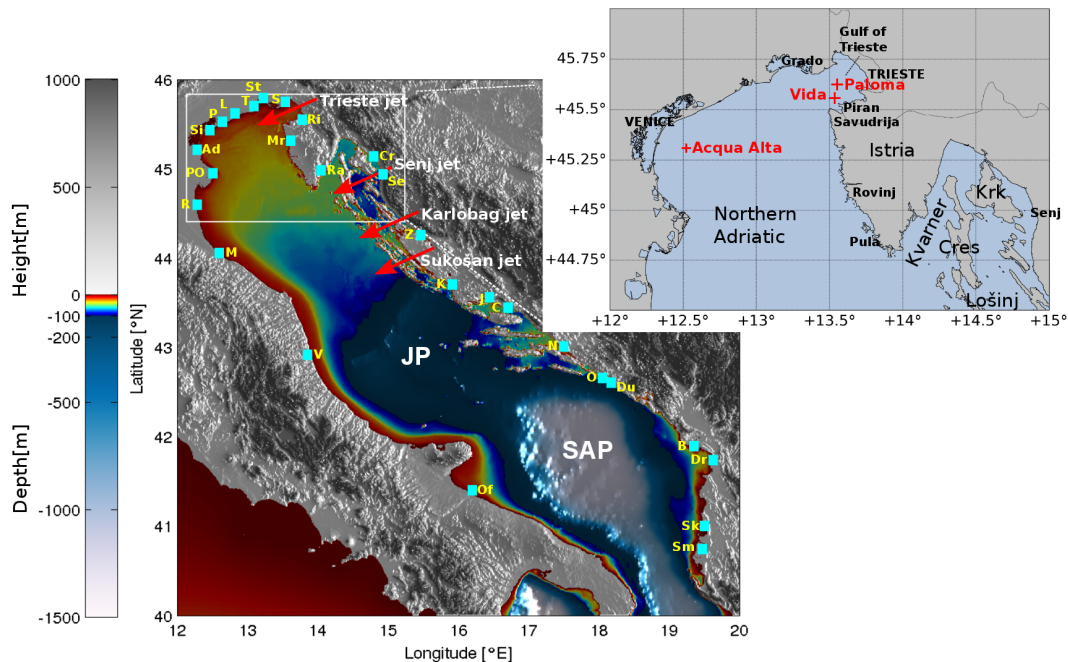 1000
500
0
-100
-200
-500
-1000
-1500
Height[m]
Depth[m]
46
45
44
43
42
41
40
Latitude [°N]
12
14
16
18
20
Longitude [°E]
St
L
T
S
P
Si
Ad
PO
R
M
V
Of
Ri
Mr
Ra
Cr
Se
Z
K
J
C
N
O
Du
B
Dr
Sk
Sm
Trieste jet
Senj jet
Karlobag jet
Sukošan jet
JP
SAP
45.75°
+45.5°
+45.25°
+45°
+44.75°
+12°
+12.5°
+13°
+13.5°
+14°
+14.5°
+15°
Gulf of
Trieste
Grado
TRIESTE
Paloma
Vida
Piran
Savudrija
VENICE
Acqua Alta
Istria
Rovinj
Northern
Adriatic
Pula
Kvarner
Krk
Senj
Cres
Lošinj